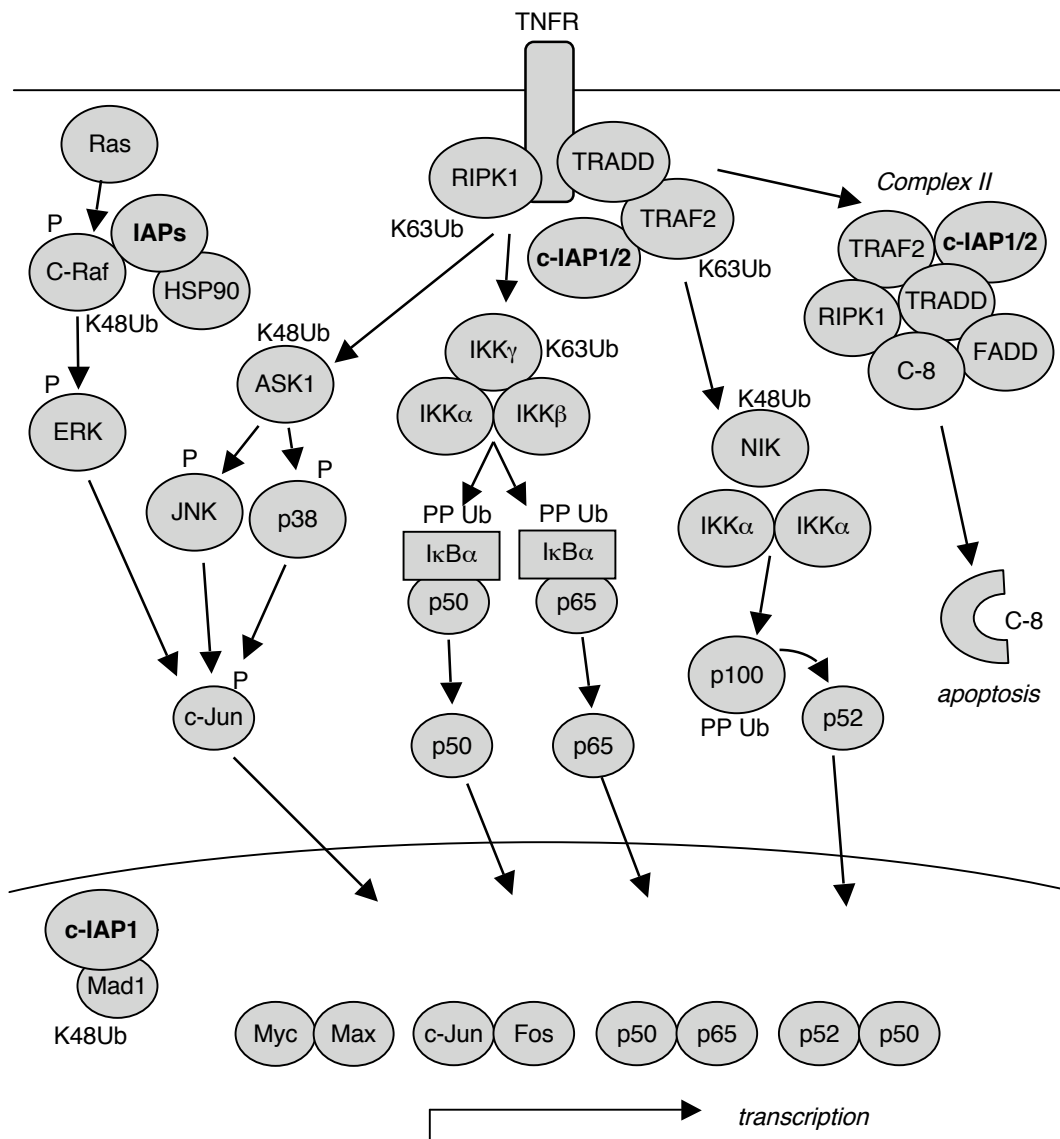 TNFR
Ras
RIPK1
TRADD
Complex II
P
IAPs
K63Ub
TRAF2
C-Raf
c-IAP1/2
K63Ub
TRAF2
c-IAP1/2
HSP90
K48Ub
RIPK1
TRADD
FADD
C-8
K48Ub
ASK1
IKKγ
K63Ub
P
ERK
IKKα
IKKβ
K48Ub
NIK
P
JNK
P
p38
PP Ub
PP Ub
IκBα
IκBα
p50
p65
IKKα
IKKα
C-8
apoptosis
p100
PP Ub
p52
P
c-Jun
p50
p65
c-IAP1
Mad1
K48Ub
Myc
Max
c-Jun
Fos
p50
p65
p52
p50
transcription